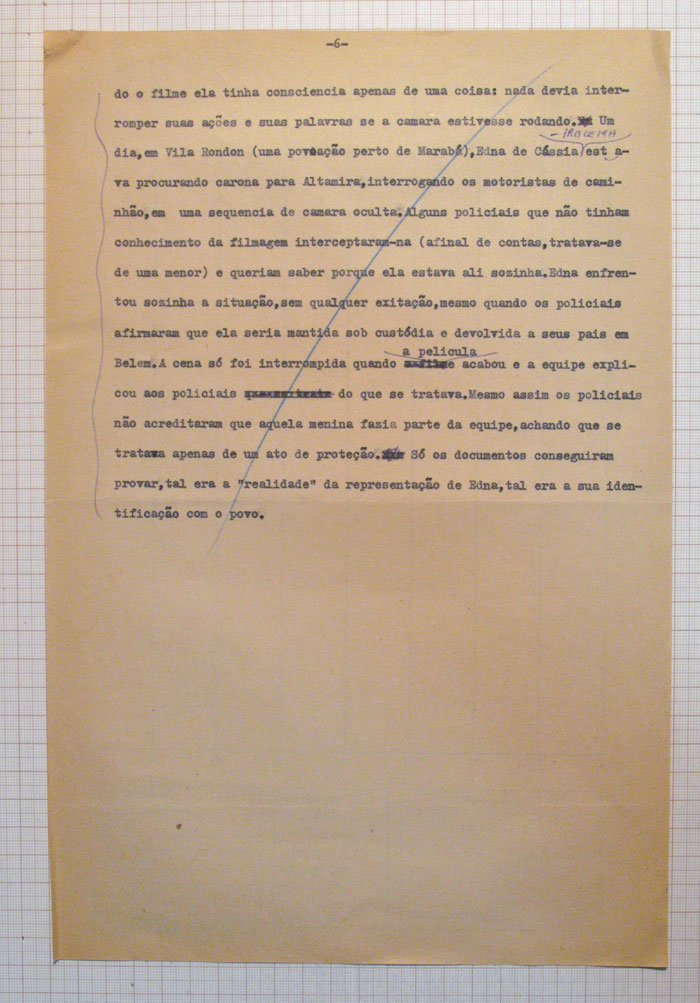 -6-
do o filme ela tinha consciencia apenas de uma coisa: nada devia inter-
romper suas ações e suas palavras se a camara estivesse rodando. Um
- IRACEMA
dia,em Vila Rondon (uma povoação perto de Marabá),Edna de Cássia est a-
va procurando carona para Altamira,interrogando os motoristas de cami-
nhão,em uma sequencia de camara oculta.Alguns policiais que não tinham
conhecimento da filmagem interceptaram-na (afinal de contas,tratava-se
de uma menor) e queriam saber porque ela estava ali sozinha.Edna enfren-
tou sozinha a situação,sem qualquer exitação,mesmo quando os policiais
afirmaram que ela seria mantida sob custódia e devolvida a seus pais em
a pelicula
Belem.A cena só foi interrompida quando acabou e a equipe expli-
cou aos policiais do que se tratava.Mesmo assim os policiais
não acreditaram que aquela menina fazia parte da equipe,achando que se
tratava apenas de um ato de proteção. Só os documentos conseguiram
provar,tal era a "realidade" da representação de Edna,tal era a sua iden-
tificação com o povo.